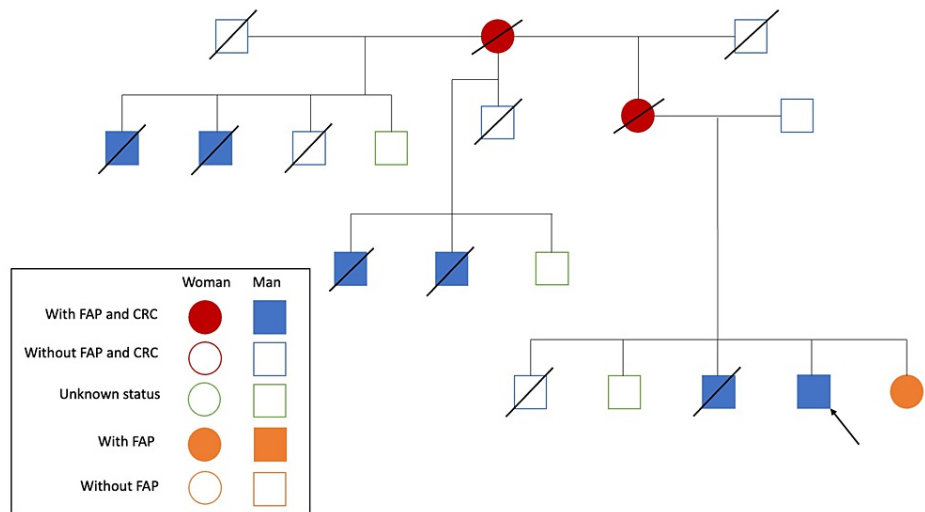 Woman Man
With FAP and CRC
Without FAP and CRC
Unknown status
With FAP
Without FAP